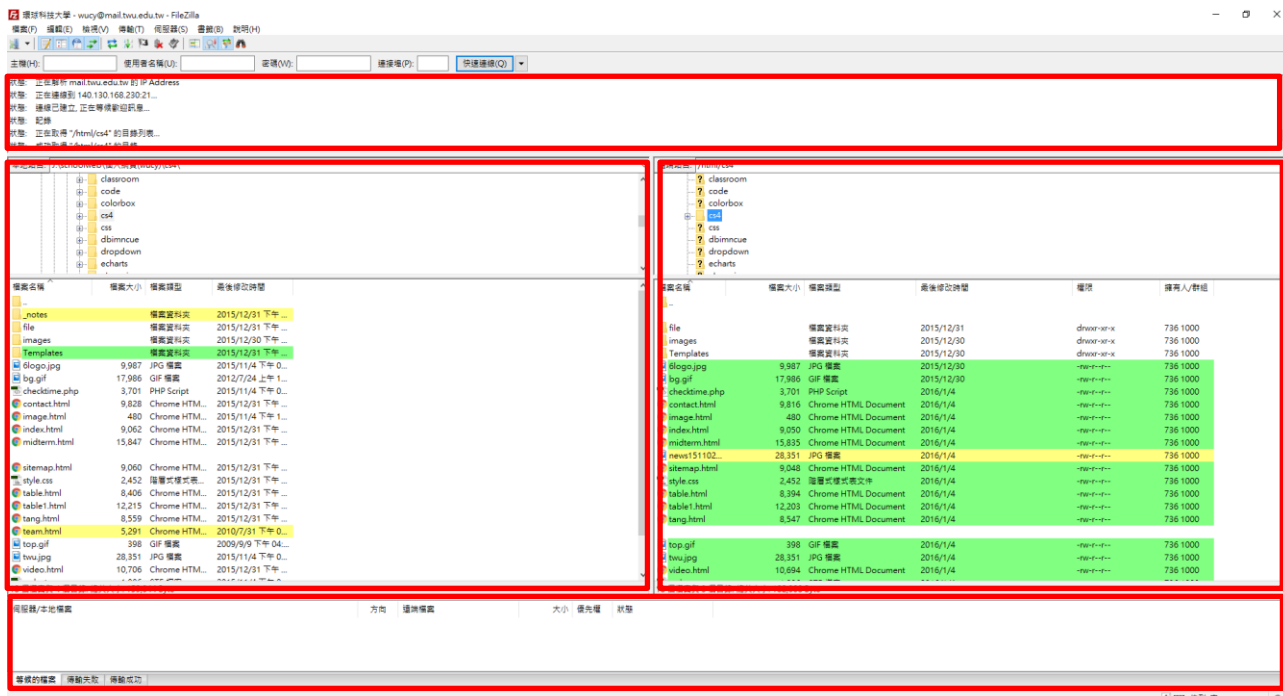 環球科技大學 - wucy@mail.twu.edu.tw - FileZilla
檔案(F) 編輯(E) 檢視(V) 傳輸(T) 伺服器(S) 書籤(B) 說明(H)
主機(H): 使用者名稱(U): 密碼(W): 連接埠(P): 快速連線(Q)
狀態: 正在解析 mail.twu.edu.tw 的 IP Address
狀態: 正在連線到 140.130.168.230:21...
狀態: 連線已建立, 正在等候歡迎訊息...
狀態: 記錄
狀態: 正在取得 "/html/cs4" 的目錄列表...
狀態: 成功取得 "/html/cs4" 的目錄
classroom
code
colorbox
cs4
css
dbimncue
dropdown
echarts
檔案名稱 檔案大小 檔案類型 最後修改時間
..
_notes 檔案資料夾 2015/12/31 下午 ...
file 檔案資料夾 2015/12/31 下午 ...
images 檔案資料夾 2015/12/30 下午 ...
Templates 檔案資料夾 2015/12/31 下午 ...
6logo.jpg 9,987 JPG 檔案 2015/11/4 下午 0...
bg.gif 17,986 GIF 檔案 2012/7/24 上午 1...
checktime.php 3,701 PHP Script 2015/11/4 下午 0...
contact.html 9,828 Chrome HTM... 2015/12/31 下午 ...
image.html 480 Chrome HTM... 2015/11/4 下午 1...
index.html 9,062 Chrome HTM... 2015/12/31 下午 ...
midterm.html 15,847 Chrome HTM... 2015/12/31 下午 ...
sitemap.html 9,060 Chrome HTM... 2015/12/31 下午 ...
style.css 2,452 階層式樣式表... 2015/12/31 下午 ...
table.html 8,406 Chrome HTM... 2015/12/31 下午 ...
table1.html 12,215 Chrome HTM... 2015/12/31 下午 ...
tang.html 8,559 Chrome HTM... 2015/12/31 下午 ...
team.html 5,291 Chrome HTM... 2010/7/31 下午 0...
top.gif 398 GIF 檔案 2009/9/9 下午 04:...
twu.jpg 28,351 JPG 檔案 2015/11/4 下午 0...
video.html 10,706 Chrome HTM... 2015/12/31 下午 ...
/html/cs4
classroom
code
colorbox
cs4
css
dbimncue
dropdown
echarts
檔案名稱 檔案大小 檔案類型 最後修改時間 權限 擁有人/群組
..
file 檔案資料夾 2015/12/31 drwxr-xr-x 736 1000
images 檔案資料夾 2015/12/30 drwxr-xr-x 736 1000
Templates 檔案資料夾 2015/12/30 drwxr-xr-x 736 1000
6logo.jpg 9,987 JPG 檔案 2015/12/30 -rw-r--r-- 736 1000
bg.gif 17,986 GIF 檔案 2015/12/30 -rw-r--r-- 736 1000
checktime.php 3,701 PHP Script 2016/1/4 -rw-r--r-- 736 1000
contact.html 9,816 Chrome HTML Document 2016/1/4 -rw-r--r-- 736 1000
image.html 480 Chrome HTML Document 2016/1/4 -rw-r--r-- 736 1000
index.html 9,050 Chrome HTML Document 2016/1/4 -rw-r--r-- 736 1000
midterm.html 15,835 Chrome HTML Document 2016/1/4 -rw-r--r-- 736 1000
news151102... 28,351 JPG 檔案 2016/1/4 -rw-r--r-- 736 1000
sitemap.html 9,048 Chrome HTML Document 2016/1/4 -rw-r--r-- 736 1000
style.css 2,452 階層式樣式表文件 2016/1/4 -rw-r--r-- 736 1000
table.html 8,394 Chrome HTML Document 2016/1/4 -rw-r--r-- 736 1000
table1.html 12,203 Chrome HTML Document 2016/1/4 -rw-r--r-- 736 1000
tang.html 8,547 Chrome HTML Document 2016/1/4 -rw-r--r-- 736 1000
top.gif 398 GIF 檔案 2016/1/4 -rw-r--r-- 736 1000
twu.jpg 28,351 JPG 檔案 2016/1/4 -rw-r--r-- 736 1000
video.html 10,694 Chrome HTML Document 2016/1/4 -rw-r--r-- 736 1000
伺服器/本地檔案 方向 遠端檔案 大小 優先權 狀態
等候的檔案 傳輸失敗 傳輸成功